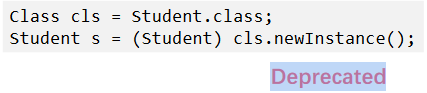 Class cls = Student.class;
Student s = (Student) cls.newInstance();
Deprecated